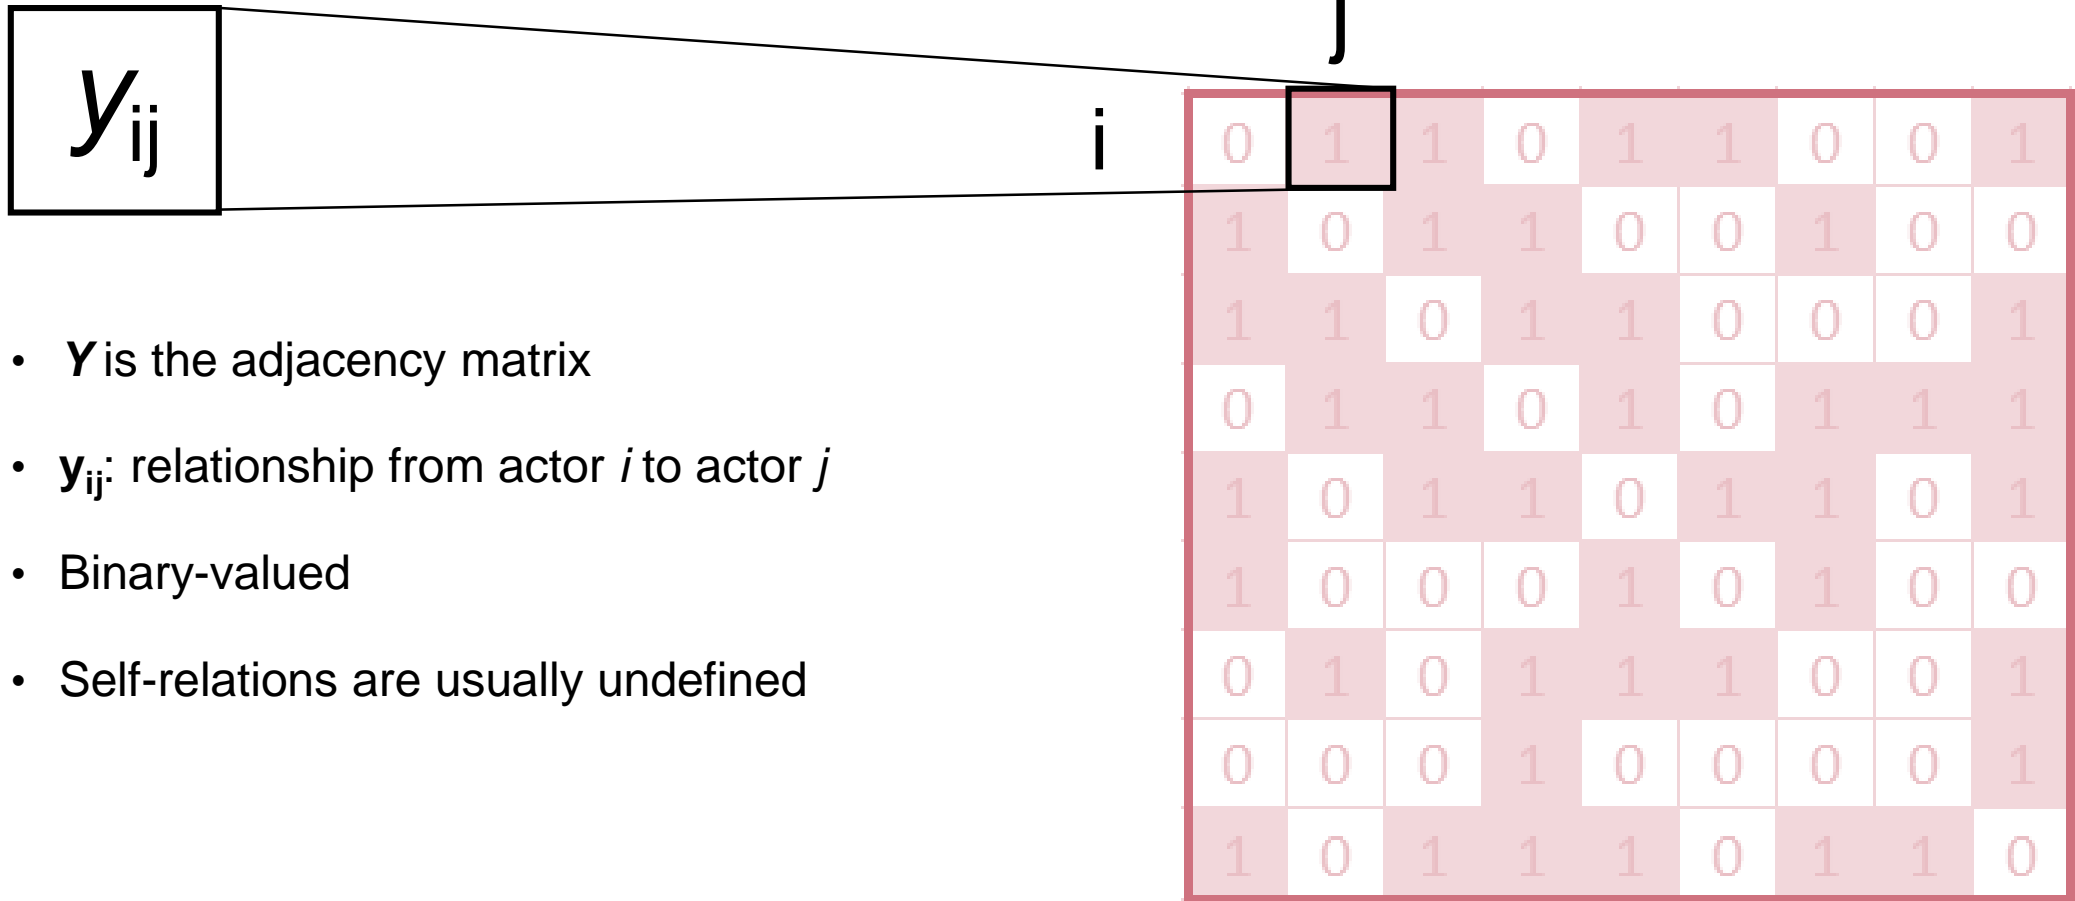 j
y ij
i
0 1 1 0 1 1 0 0 1
1 0 1 1 0 0 1 0 0
1 1 0 1 1 0 0 0 1
0 1 1 0 1 0 1 1 1
1 0 1 1 0 1 1 0 1
1 0 0 0 1 0 1 0 0
0 1 0 1 1 1 0 0 1
0 0 0 1 0 0 0 0 1
1 0 1 1 1 0 1 1 0
• Y is the adjacency matrix
• yij: relationship from actor i to actor j
• Binary-valued
• Self-relations are usually undefined